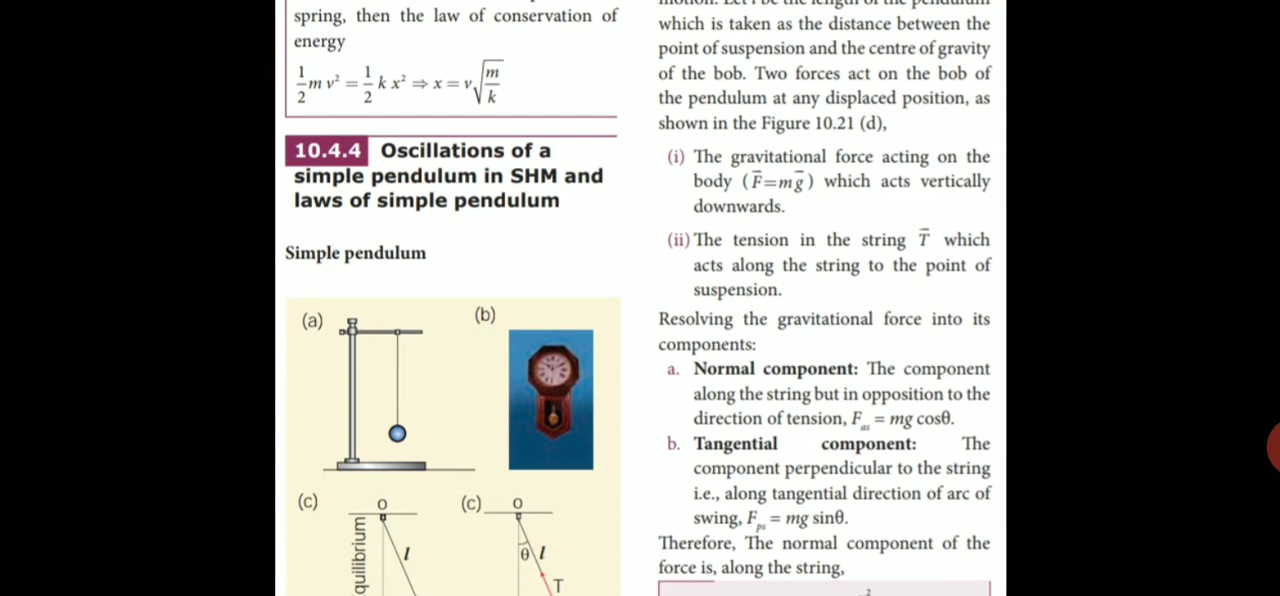 spring, then the law of conservation of
energy
1/2 m v² = 1/2 k x² ⇒ x = v√(m/k)
10.4.4 Oscillations of a
simple pendulum in SHM and
laws of simple pendulum
Simple pendulum
(a)
(b)
(c)
O
l
quilibrium
(c)
O
θ
l
T
which is taken as the distance between the
point of suspension and the centre of gravity
of the bob. Two forces act on the bob of
the pendulum at any displaced position, as
shown in the Figure 10.21 (d),
(i) The gravitational force acting on the
body (F⃗=mg⃗) which acts vertically
downwards.
(ii) The tension in the string T⃗ which
acts along the string to the point of
suspension.
Resolving the gravitational force into its
components:
a. Normal component: The component
along the string but in opposition to the
direction of tension, Fas = mg cosθ.
b. Tangential component: The
component perpendicular to the string
i.e., along tangential direction of arc of
swing, Fps = mg sinθ.
Therefore, The normal component of the
force is, along the string,